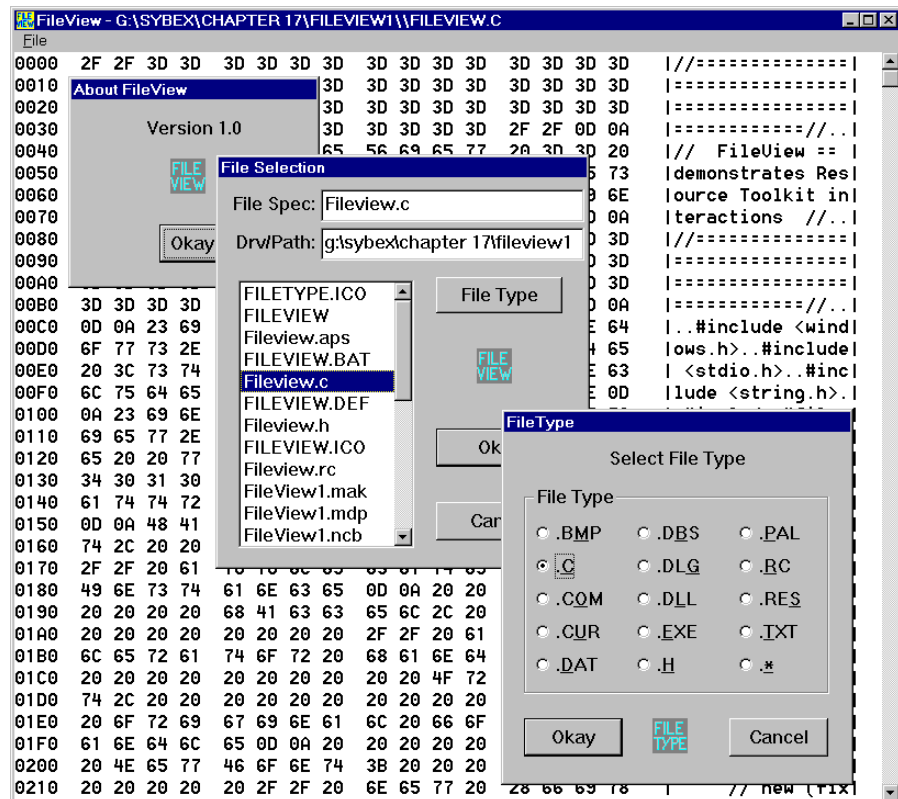 FileView - G:\SYBEX\CHAPTER 17\FILEVIEW1\\FILEVIEW.C
File
0000 2F 2F 3D 3D 3D 3D 3D 3D 3D 3D 3D 3D 3D 3D 3D 3D |//==============|
0010 3D 3D 3D 3D 3D 3D 3D 3D 3D |================|
0020 3D 3D 3D 3D 3D 3D 3D 3D 3D |================|
0030 3D 3D 3D 3D 3D 2F 2F 0D 0A |============//..|
0040 65 56 69 65 77 20 3D 3D 20 |// FileView == |
0050 73 |demonstrates Res|
0060 6E |ource Toolkit in|
0070 0A |teractions //..|
0080 3D |//==============|
0090 3D |================|
00A0 3D |================|
00B0 3D 3D 3D 3D 0A |============//..|
00C0 0D 0A 23 69 64 |..#include <wind|
00D0 6F 77 73 2E 65 |ows.h>..#include|
00E0 20 3C 73 74 63 | <stdio.h>..#inc|
00F0 6C 75 64 65 0D |lude <string.h>.|
0100 0A 23 69 6E
0110 69 65 77 2E
0120 65 20 20 77
0130 34 30 31 30
0140 61 74 74 72
0150 0D 0A 48 41
0160 74 2C 20 20
0170 2F 2F 20 61
0180 49 6E 73 74 61 6E 63 65 0D 0A 20 20
0190 20 20 20 20 68 41 63 63 65 6C 2C 20
01A0 20 20 20 20 20 20 20 20 2F 2F 20 61
01B0 6C 65 72 61 74 6F 72 20 68 61 6E 64
01C0 20 20 20 20 20 20 20 20 20 20 4F 72
01D0 74 2C 20 20 20 20 20 20 20 20 20 20
01E0 20 6F 72 69 67 69 6E 61 6C 20 66 6F
01F0 61 6E 64 6C 65 0D 0A 20 20 20 20 20
0200 20 4E 65 77 46 6F 6E 74 3B 20 20 20
0210 20 20 20 20 20 2F 2F 20 6E 65 77 20 28 66 69 78 | // new (fix|
About FileView
Version 1.0
FILE
VIEW
Okay
File Selection
File Spec: Fileview.c
Drv/Path: g:\sybex\chapter 17\fileview1
FILETYPE.ICO
FILEVIEW
Fileview.aps
FILEVIEW.BAT
Fileview.c
FILEVIEW.DEF
Fileview.h
FILEVIEW.ICO
Fileview.rc
FileView1.mak
FileView1.mdp
FileView1.ncb
File Type
FILE
VIEW
Ok
Can
FileType
Select File Type
File Type
.BMP .DBS .PAL
.C .DLG .RC
.COM .DLL .RES
.CUR .EXE .TXT
.DAT .H .*
Okay
FILE
TYPE
Cancel